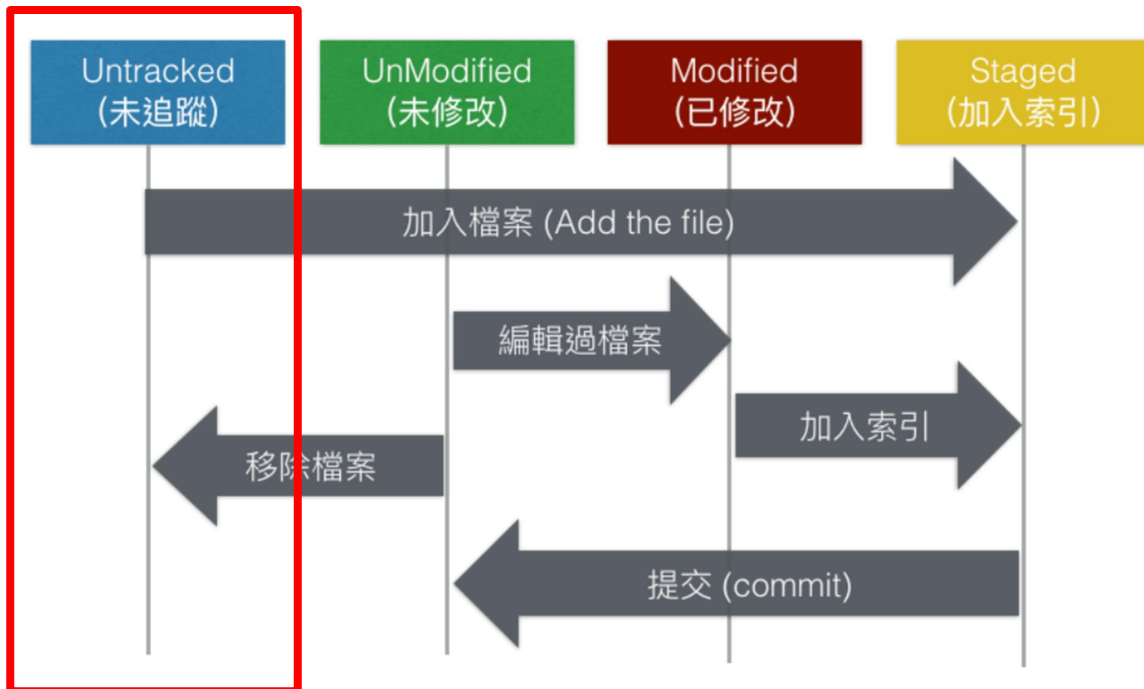 Untracked
(未追蹤)
UnModified
(未修改)
Modified
(已修改)
Staged
(加入索引)
加入檔案 (Add the file)
編輯過檔案
加入索引
移除檔案
提交 (commit)